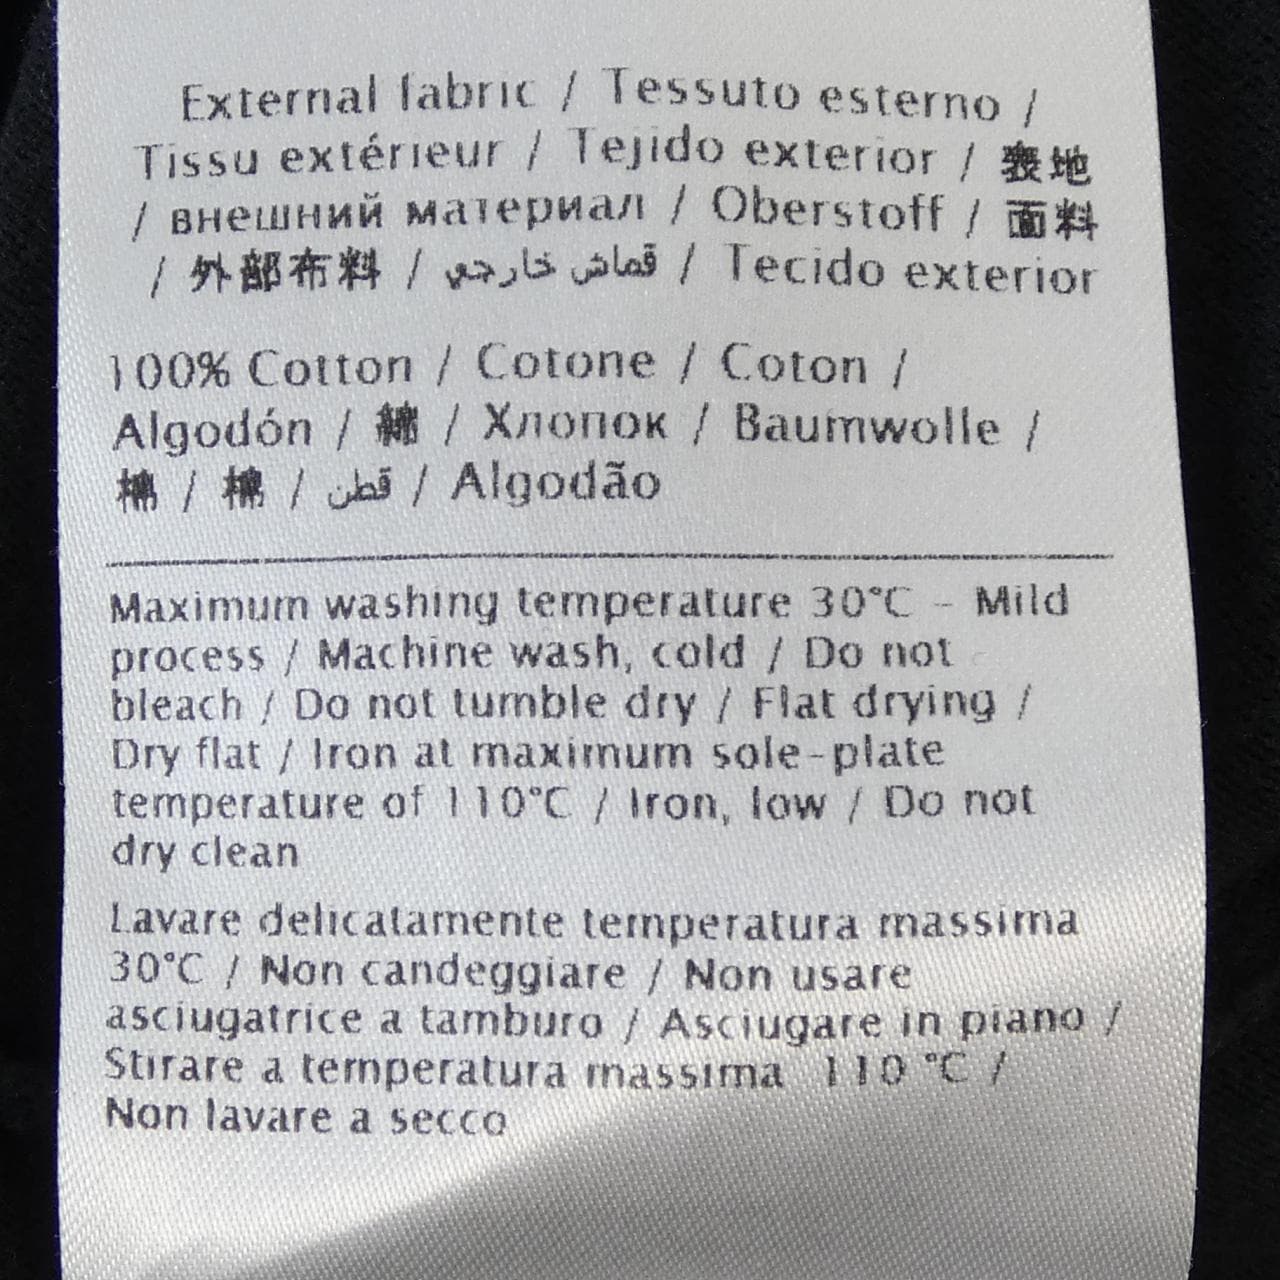 External fabric / Tessuto esterno /
Tissu extérieur / Tejido exterior / 表地
/ внешний материал / Oberstoff / 面料
/ 外部布料 / قماش خارجي / Tecido exterior
100% Cotton / Cotone / Coton /
Algodón / 綿 / Хлопок / Baumwolle /
棉 / 棉 / قطن / Algodão
Maximum washing temperature 30°C - Mild
process / Machine wash, cold / Do not
bleach / Do not tumble dry / Flat drying /
Dry flat / Iron at maximum sole-plate
temperature of 110°C / Iron, low / Do not
dry clean
Lavare delicatamente temperatura massima
30°C / Non candeggiare / Non usare
asciugatrice a tamburo / Asciugare in piano /
Stirare a temperatura massima 110 °C /
Non lavare a secco